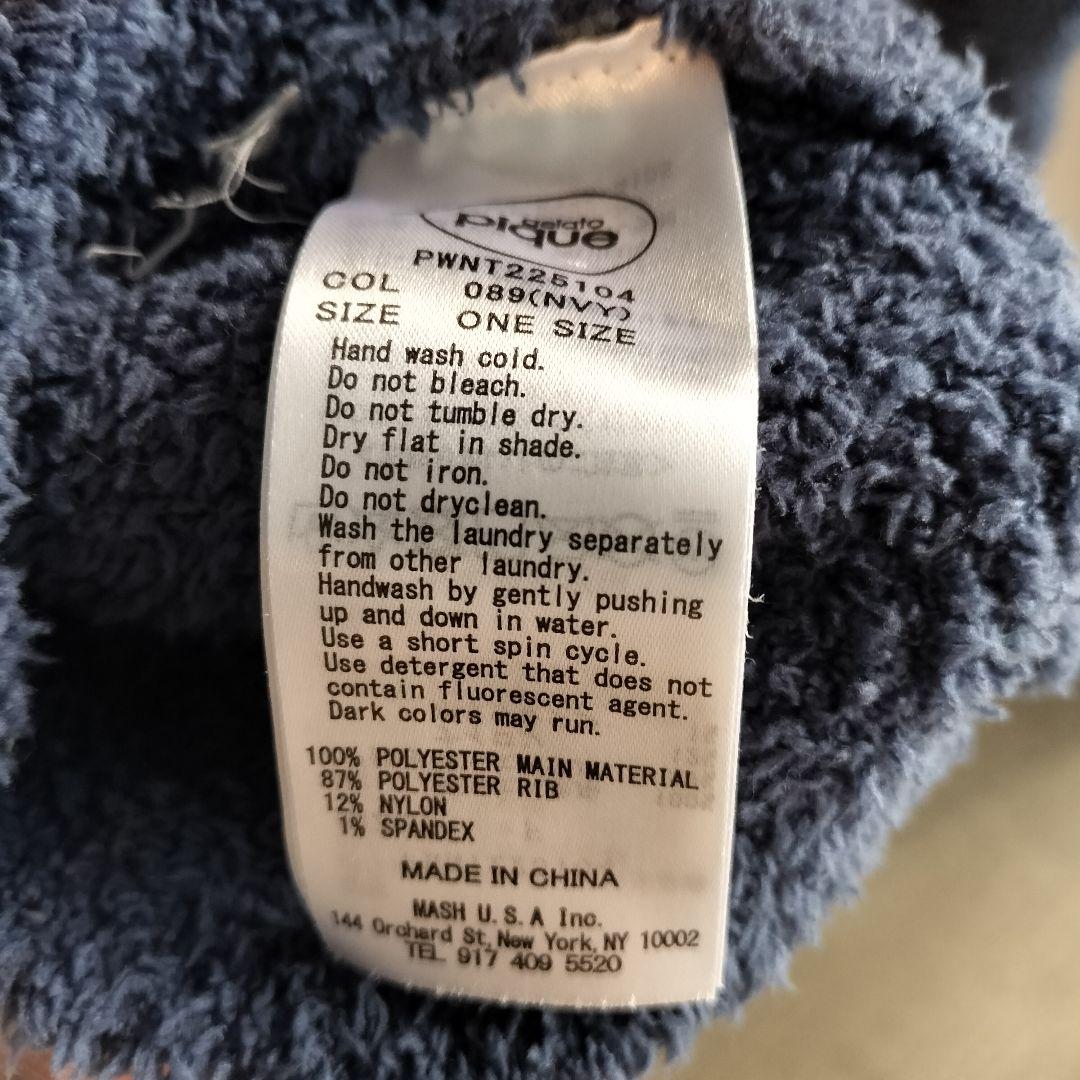 gelato
pique
PWNT225104
COL 089(NVY)
SIZE ONE SIZE
Hand wash cold.
Do not bleach.
Do not tumble dry.
Dry flat in shade.
Do not iron.
Do not dryclean.
Wash the laundry separately
from other laundry.
Handwash by gently pushing
up and down in water.
Use a short spin cycle.
Use detergent that does not
contain fluorescent agent.
Dark colors may run.
100% POLYESTER MAIN MATERIAL
87% POLYESTER RIB
12% NYLON
1% SPANDEX
MADE IN CHINA
MASH U.S.A Inc.
144 Orchard St, New York, NY 10002
TEL 917 409 5520